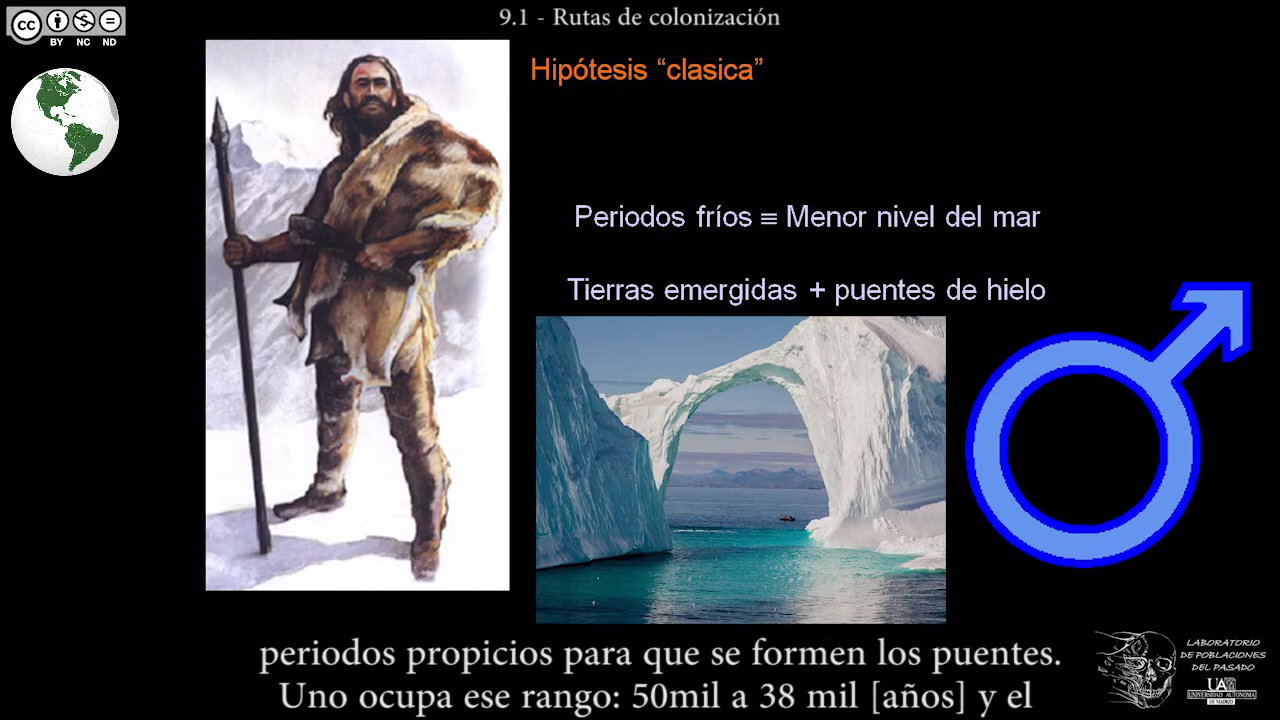 9.1 - Rutas de colonización
cc
BY NC ND
Hipótesis “clasica”
Periodos fríos ≡ Menor nivel del mar
Tierras emergidas + puentes de hielo
periodos propicios para que se formen los puentes.
Uno ocupa ese rango: 50mil a 38 mil [años] y el
LABORATORIO
DE POBLACIONES
DEL PASADO
UAM
UNIVERSIDAD AUTONOMA
DE MADRID